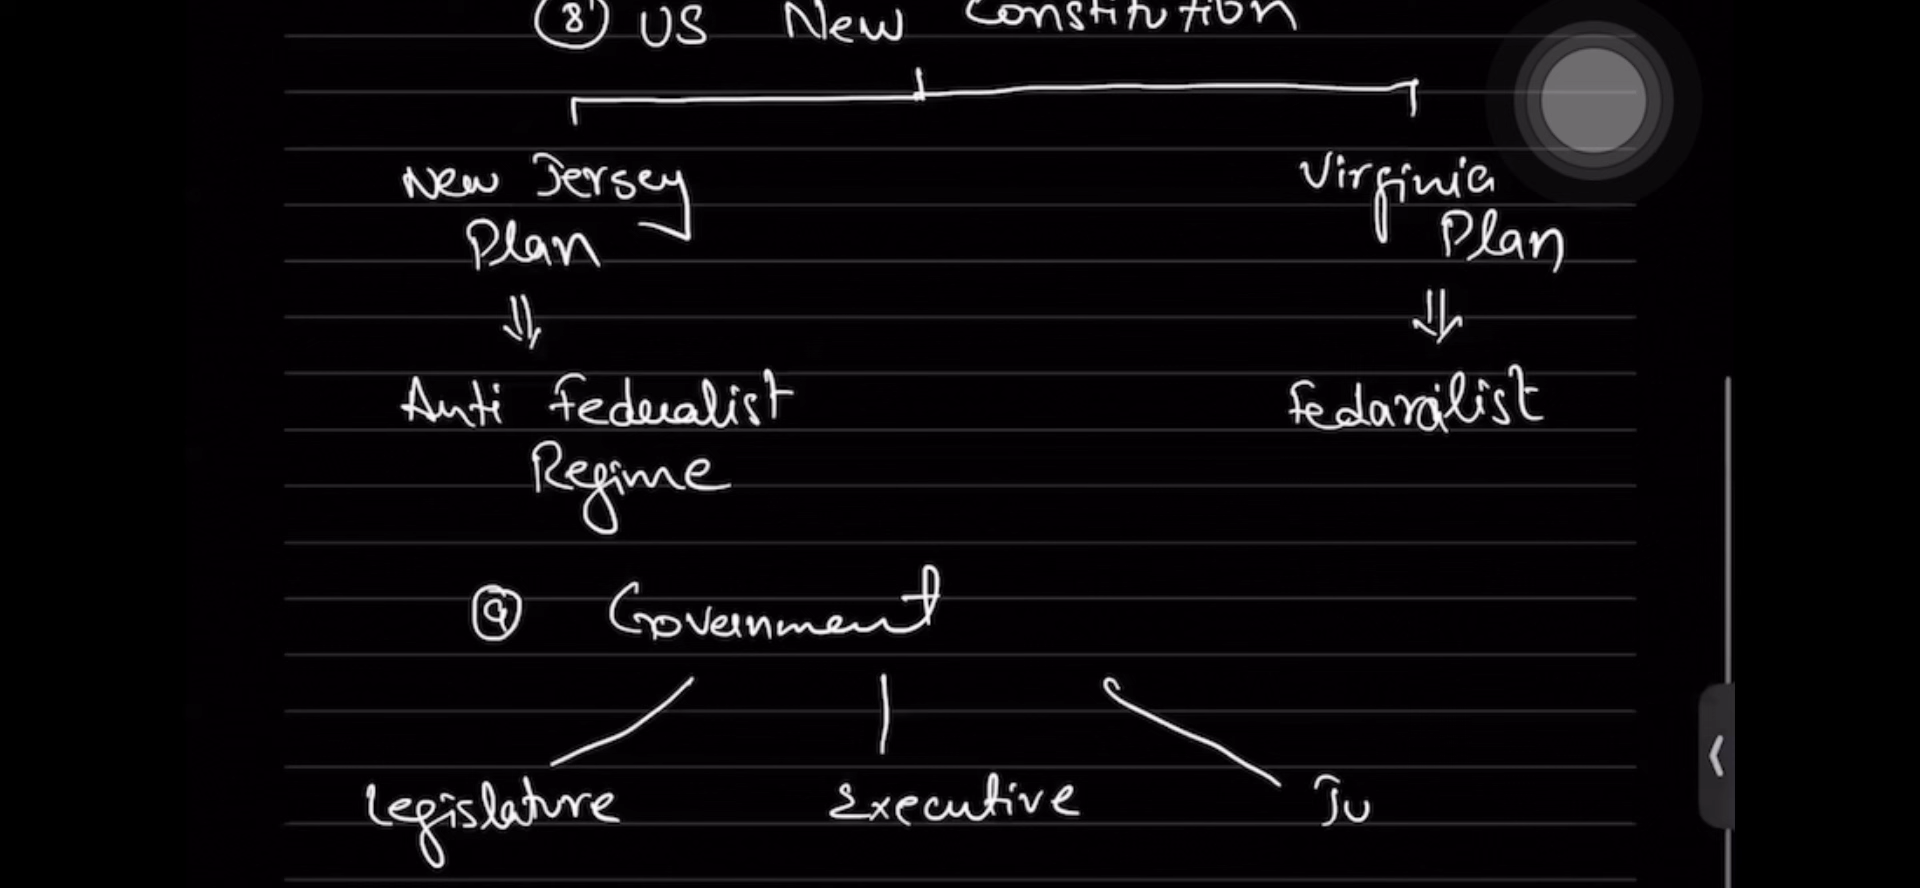 ⑧ US New Constitution
New Jersey Plan
Virginia Plan
Anti Federalist Regime
Fedaralist
⑨ Government
Legislature Executive Ju